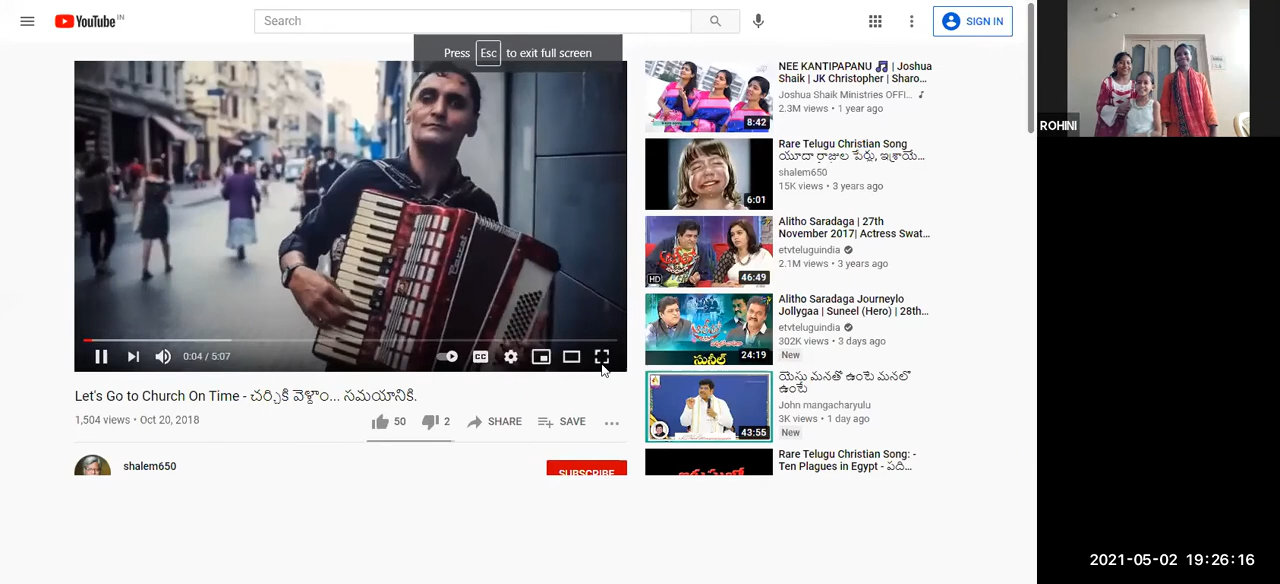 YouTube IN
Search
SIGN IN
Press Esc to exit full screen
0:04 / 5:07
CC
Let's Go to Church On Time - చర్చికి వెళ్దాం... సమయానికి.
1,504 views • Oct 20, 2018
50
2
SHARE
SAVE
shalem650
SUBSCRIBE
8:42
NEE KANTIPAPANU 🎵 | Joshua
Shaik | JK Christopher | Sharo...
Joshua Shaik Ministries OFFI...
2.3M views • 1 year ago
6:01
Rare Telugu Christian Song
యూదా రాజుల పేర్లు, ఇశ్రాయే...
shalem650
15K views • 3 years ago
HD
46:49
Alitho Saradaga | 27th
November 2017| Actress Swat...
etvteluguindia
2.1M views • 3 years ago
సునీల్
24:19
Alitho Saradaga Journeylo
Jollygaa | Suneel (Hero) | 28th...
etvteluguindia
302K views • 3 days ago
New
43:55
యేసు మనతో ఉంటె మనలో
ఉంటే
John mangacharyulu
3K views • 1 day ago
New
Rare Telugu Christian Song: -
Ten Plagues in Egypt - పది...
ROHINI
2021-05-02 19:26:16